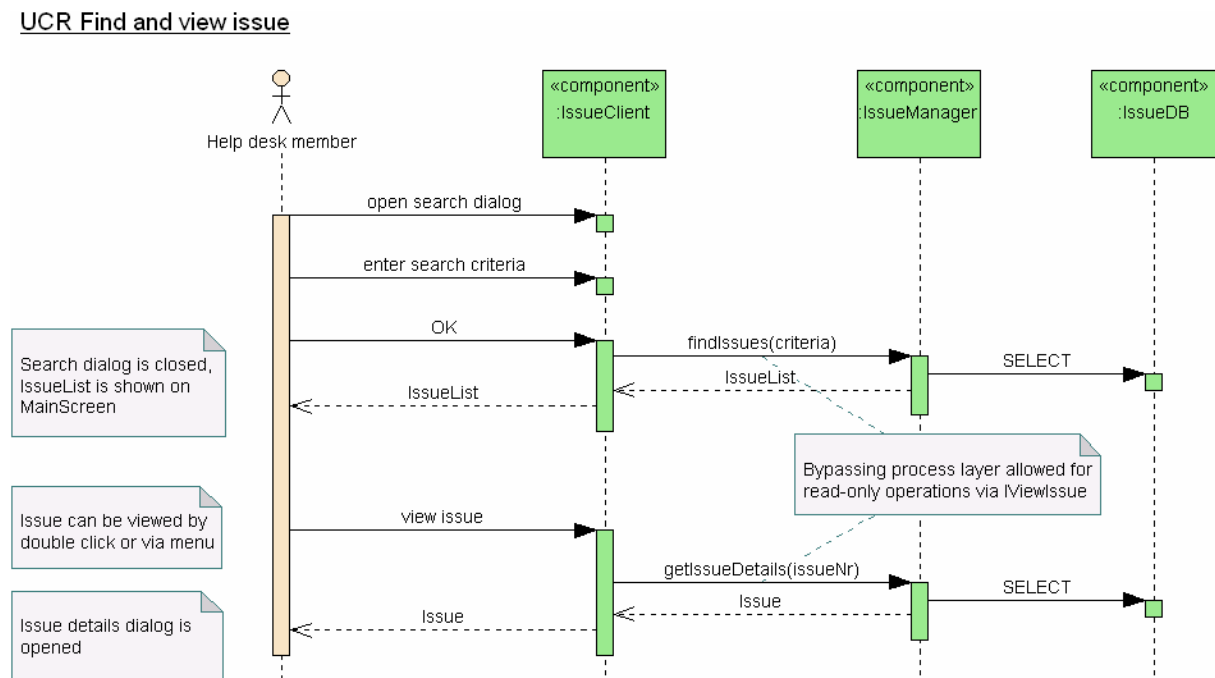 UCR Find and view issue
«component»
:IssueClient
«component»
:IssueManager
«component»
:IssueDB
Help desk member
open search dialog
enter search criteria
OK
findIssues(criteria)
SELECT
IssueList
IssueList
Search dialog is closed,
IssueList is shown on
MainScreen
Bypassing process layer allowed for
read-only operations via IViewIssue
Issue can be viewed by
double click or via menu
view issue
getIssueDetails(issueNr)
SELECT
Issue
Issue
Issue details dialog is
opened